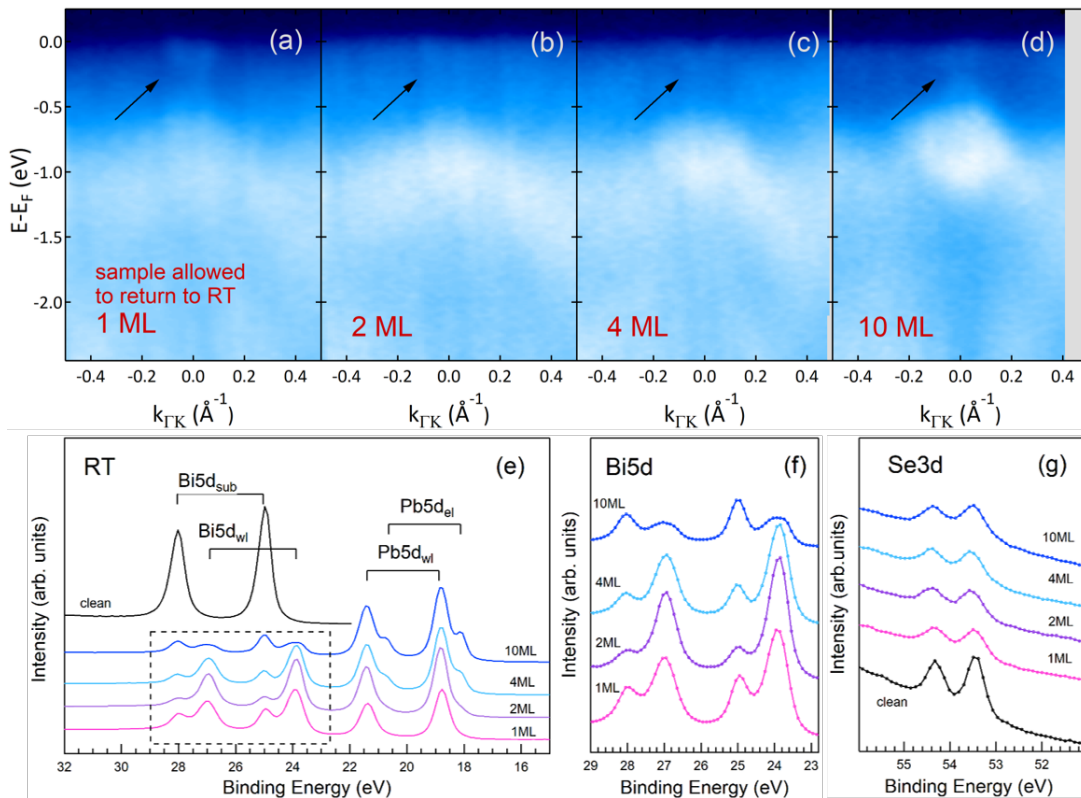 (a) (b) (c) (d)
0.0
-0.5
-1.0
-1.5
-2.0
E-E_F (eV)
sample allowed
to return to RT
1 ML 2 ML 4 ML 10 ML
-0.4 -0.2 0.0 0.2 0.4 -0.4 -0.2 0.0 0.2 0.4 -0.4 -0.2 0.0 0.2 0.4 -0.4 -0.2 0.0 0.2 0.4
k_ΓK (Å⁻¹) k_ΓK (Å⁻¹) k_ΓK (Å⁻¹) k_ΓK (Å⁻¹)
RT (e)
Bi5d_sub
Bi5d_wl
Pb5d_el
Pb5d_wl
clean
10ML
4ML
2ML
1ML
Intensity (arb. units)
32 28 24 20 16
Binding Energy (eV)
Bi5d (f)
10ML
4ML
2ML
1ML
Intensity (arb. units)
29 28 27 26 25 24 23
Binding Energy (eV)
Se3d (g)
10ML
4ML
2ML
1ML
clean
Intensity (arb. units)
55 54 53 52
Binding Energy (eV)